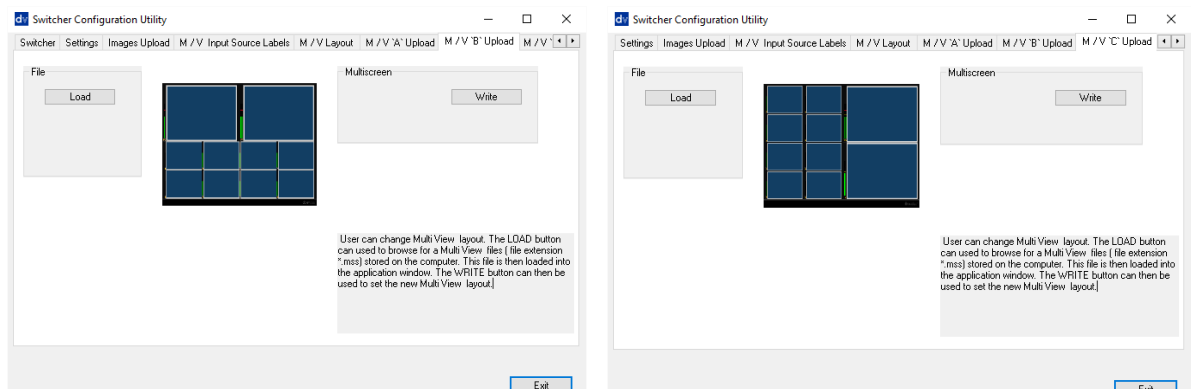 dv Switcher Configuration Utility
Switcher Settings Images Upload M / V Input Source Labels M / V Layout M / V `A` Upload M / V `B` Upload M / V `
File
Load
Multiscreen
Write
User can change Multi View layout. The LOAD button
can used to browse for a Multi View files ( file extension
*.mss) stored on the computer. This file is then loaded into
the application window. The WRITE button can then be
used to set the new Multi View layout.
Exit
dv Switcher Configuration Utility
Settings Images Upload M / V Input Source Labels M / V Layout M / V `A` Upload M / V `B` Upload M / V `C` Upload
File
Load
Multiscreen
Write
User can change Multi View layout. The LOAD button
can used to browse for a Multi View files ( file extension
*.mss) stored on the computer. This file is then loaded into
the application window. The WRITE button can then be
used to set the new Multi View layout.
Exit